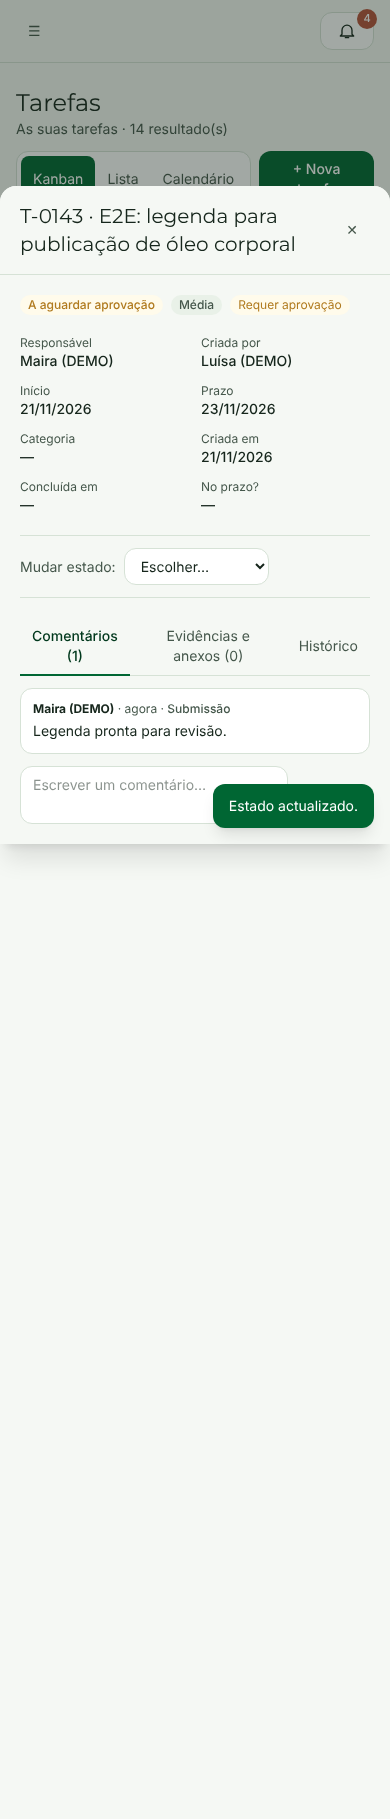 ☰
4
Tarefas
As suas tarefas · 14 resultado(s)
Kanban Lista Calendário
+ Nova
T-0143 · E2E: legenda para
publicação de óleo corporal
×
A aguardar aprovação Média Requer aprovação
Responsável Criada por
Maira (DEMO) Luísa (DEMO)
Início Prazo
21/11/2026 23/11/2026
Categoria Criada em
— 21/11/2026
Concluída em No prazo?
— —
Mudar estado: Escolher...
Comentários
(1)
Evidências e
anexos (0)
Histórico
Maira (DEMO) · agora · Submissão
Legenda pronta para revisão.
Escrever um comentário...
Estado actualizado.